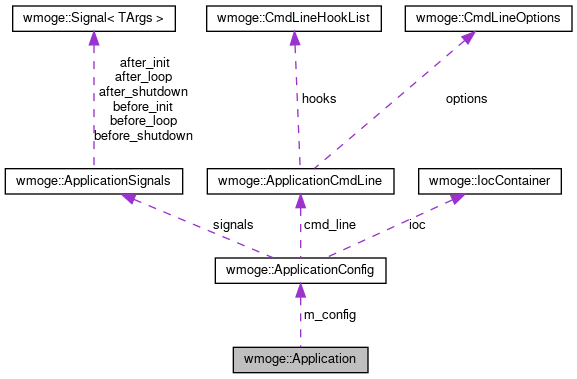 wmoge::Signal< TArgs >
wmoge::CmdLineHookList
wmoge::CmdLineOptions
after_init
after_loop
after_shutdown
before_init
before_loop
before_shutdown
hooks
options
wmoge::ApplicationSignals
wmoge::ApplicationCmdLine
wmoge::IocContainer
signals
cmd_line
ioc
wmoge::ApplicationConfig
m_config
wmoge::Application